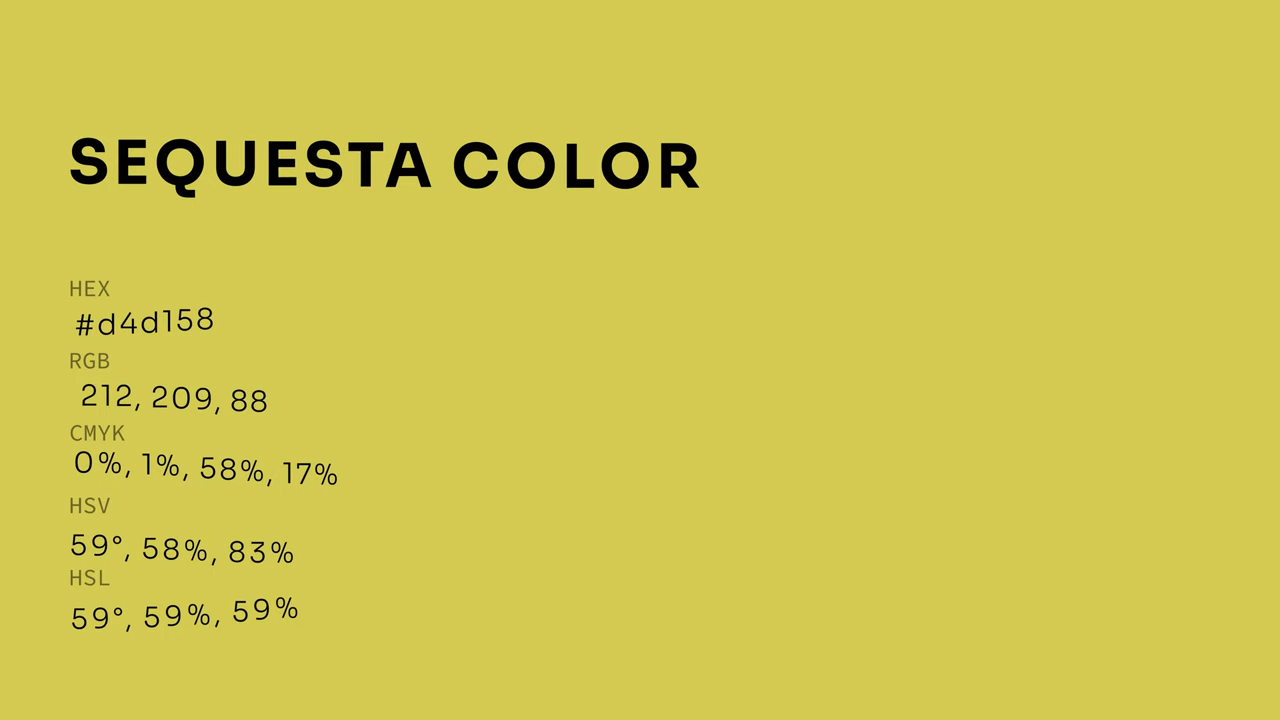 SEQUESTA COLOR
HEX
#d4d158
RGB
212, 209, 88
CMYK
0%, 1%, 58%, 17%
HSV
59°, 58%, 83%
HSL
59°, 59%, 59%